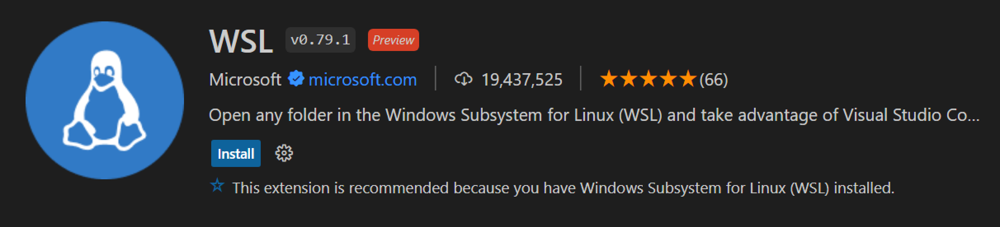 WSL v0.79.1 Preview
Microsoft microsoft.com 19,437,525 (66)
Open any folder in the Windows Subsystem for Linux (WSL) and take advantage of Visual Studio Co...
Install
This extension is recommended because you have Windows Subsystem for Linux (WSL) installed.